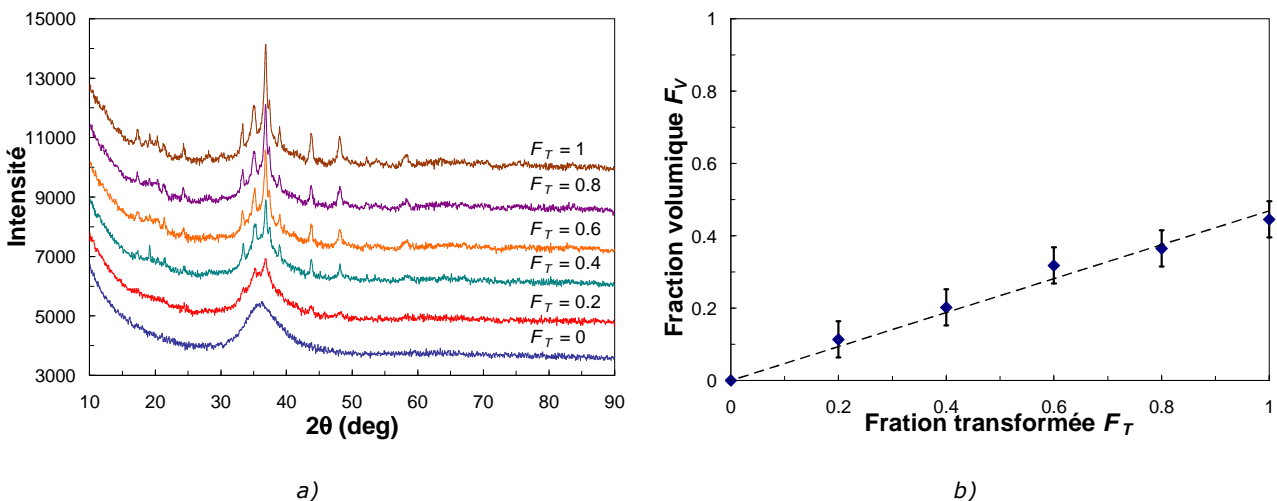 15000
13000
11000
9000
7000
5000
3000
Intensité
F_T = 1
F_T = 0.8
F_T = 0.6
F_T = 0.4
F_T = 0.2
F_T = 0
10 20 30 40 50 60 70 80 90
2θ (deg)
a)
1
0.8
0.6
0.4
0.2
0
Fraction volumique F_V
0 0.2 0.4 0.6 0.8 1
Fration transformée F_T
b)